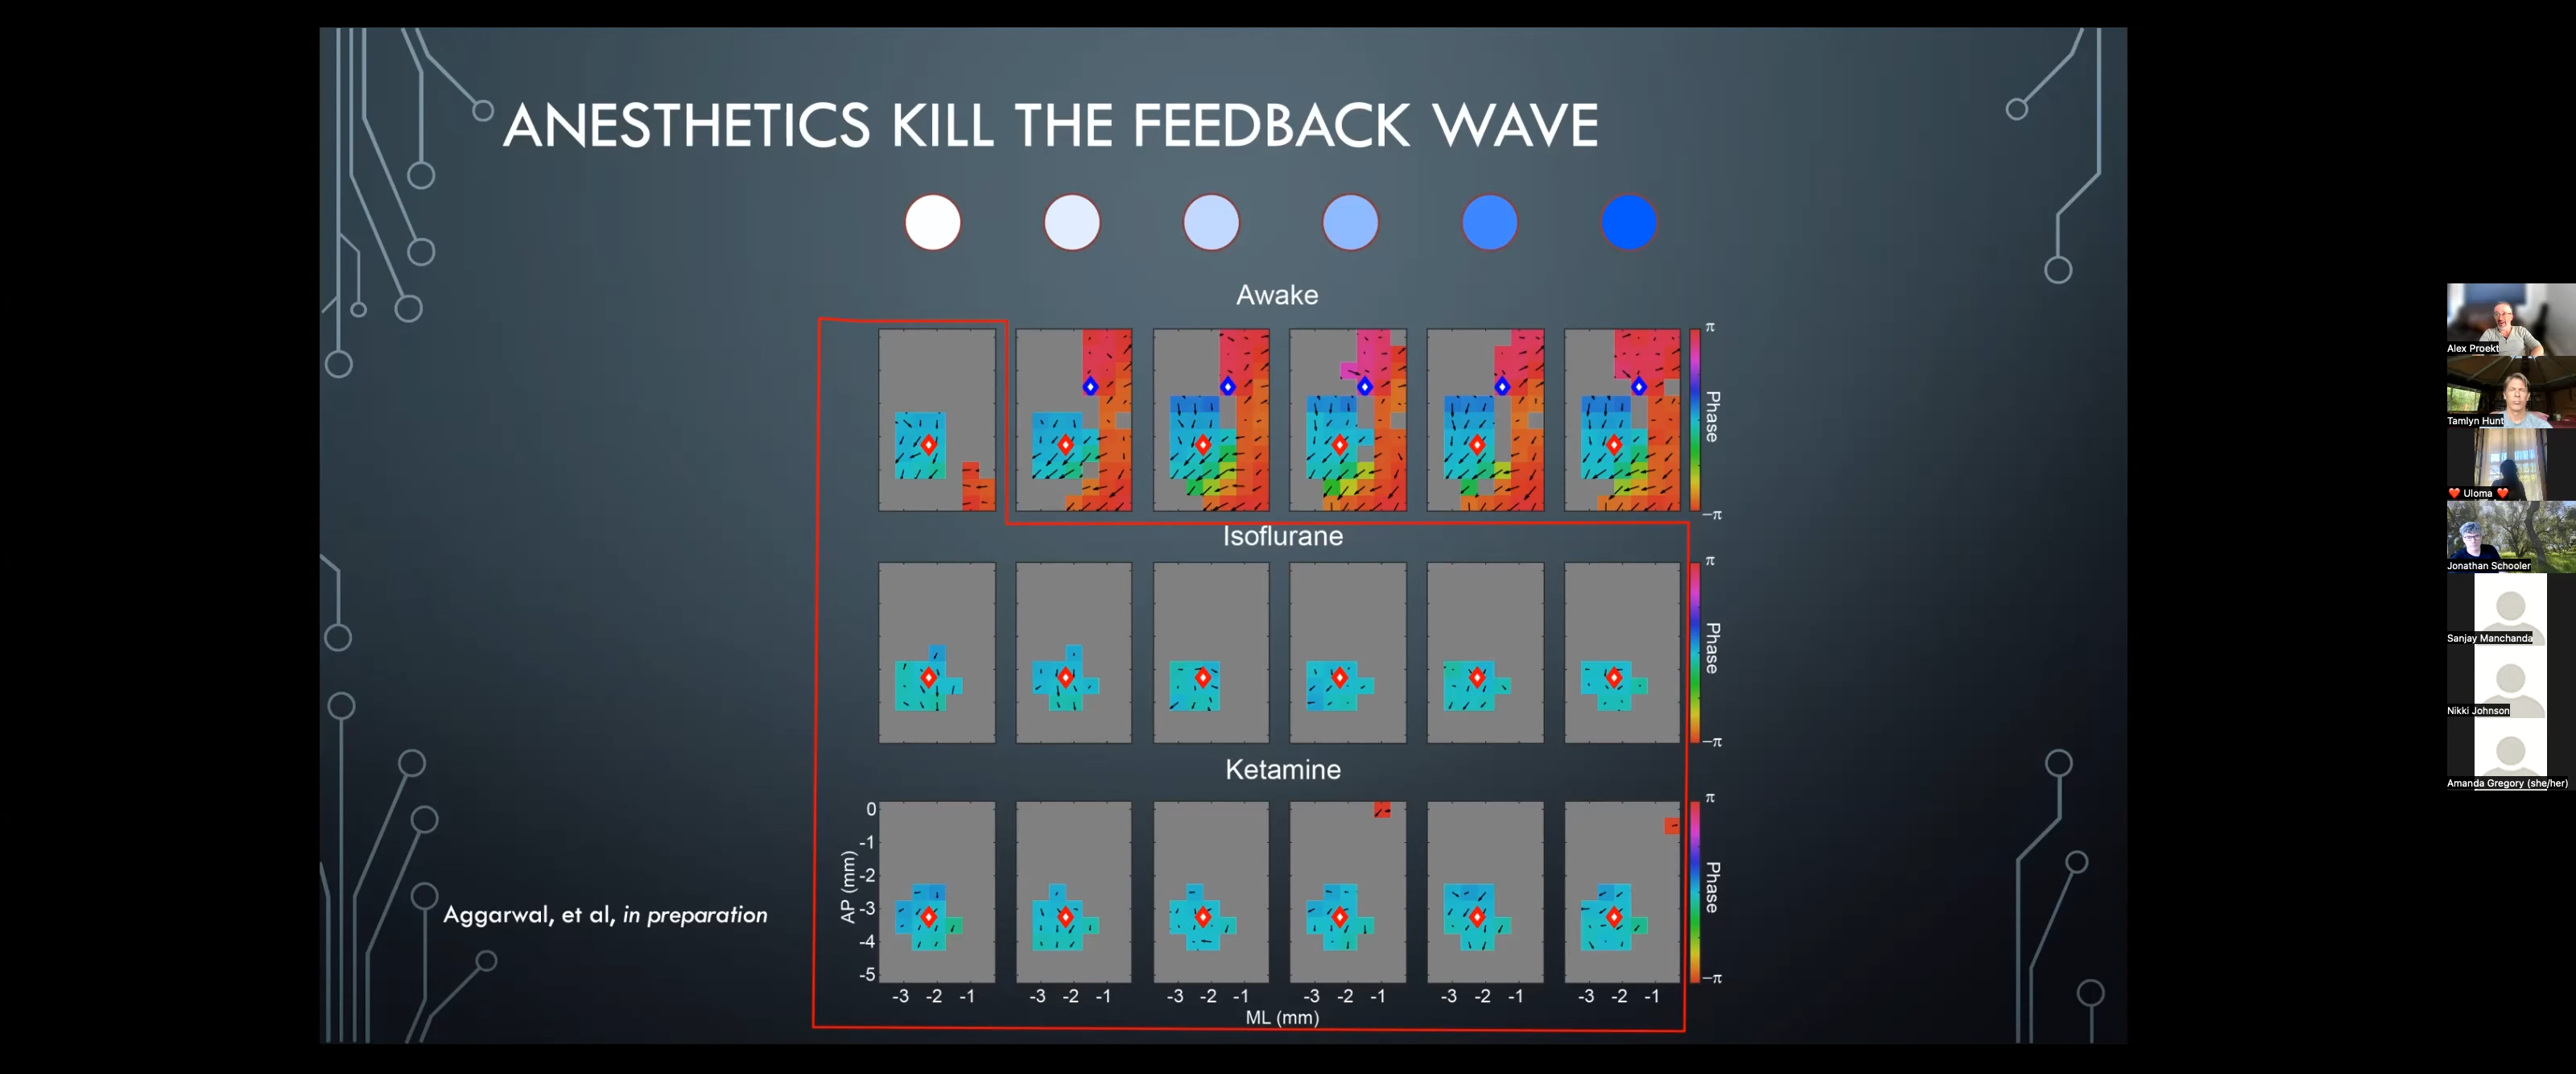 ANESTHETICS KILL THE FEEDBACK WAVE
Awake
π
Phase
−π
Isoflurane
π
Phase
−π
Ketamine
π
Phase
−π
AP (mm)
0
-1
-2
-3
-4
-5
-3 -2 -1 -3 -2 -1 -3 -2 -1 -3 -2 -1 -3 -2 -1 -3 -2 -1
ML (mm)
Aggarwal, et al, in preparation
Alex Proekt
Tamlyn Hunt
❤️ Uloma ❤️
Jonathan Schooler
Sanjay Manchanda
Nikki Johnson
Amanda Gregory (she/her)